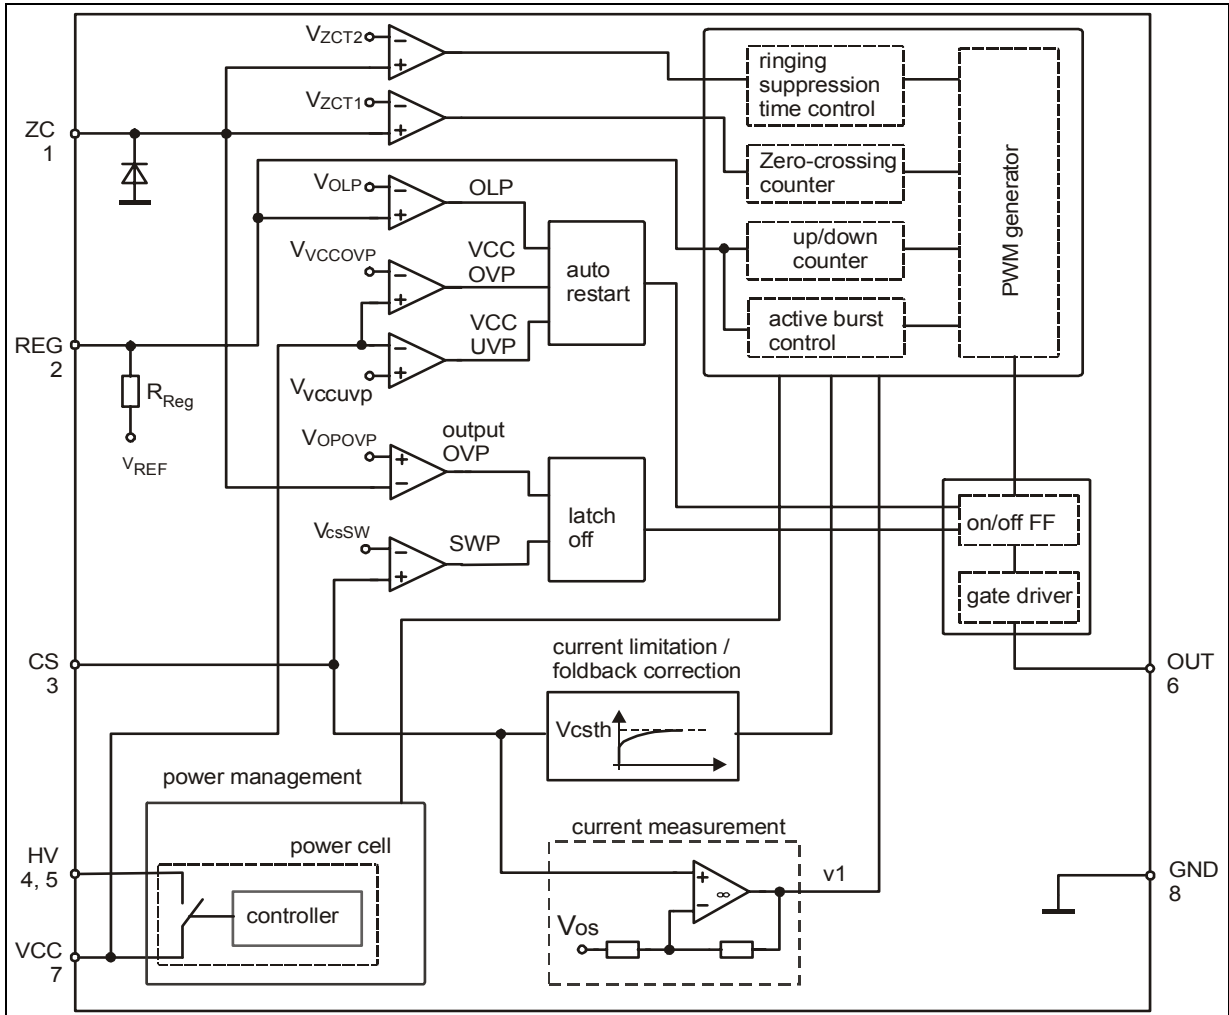 VZCT2
ringing
suppression
time control
VZCT1
ZC
1
Zero-crossing
counter
PWM generator
VOLP
OLP
VVCCOVP
VCC
OVP
auto
restart
up/down
counter
VCC
UVP
active burst
control
REG
2
RReg
Vvccuvp
VREF
VOPOVP
output
OVP
latch
off
on/off FF
VcsSW
SWP
gate driver
CS
3
current limitation /
foldback correction
OUT
6
Vcsth
power management
current measurement
power cell
HV
4, 5
controller
v1
GND
8
+
∞
−
Vos
VCC
7